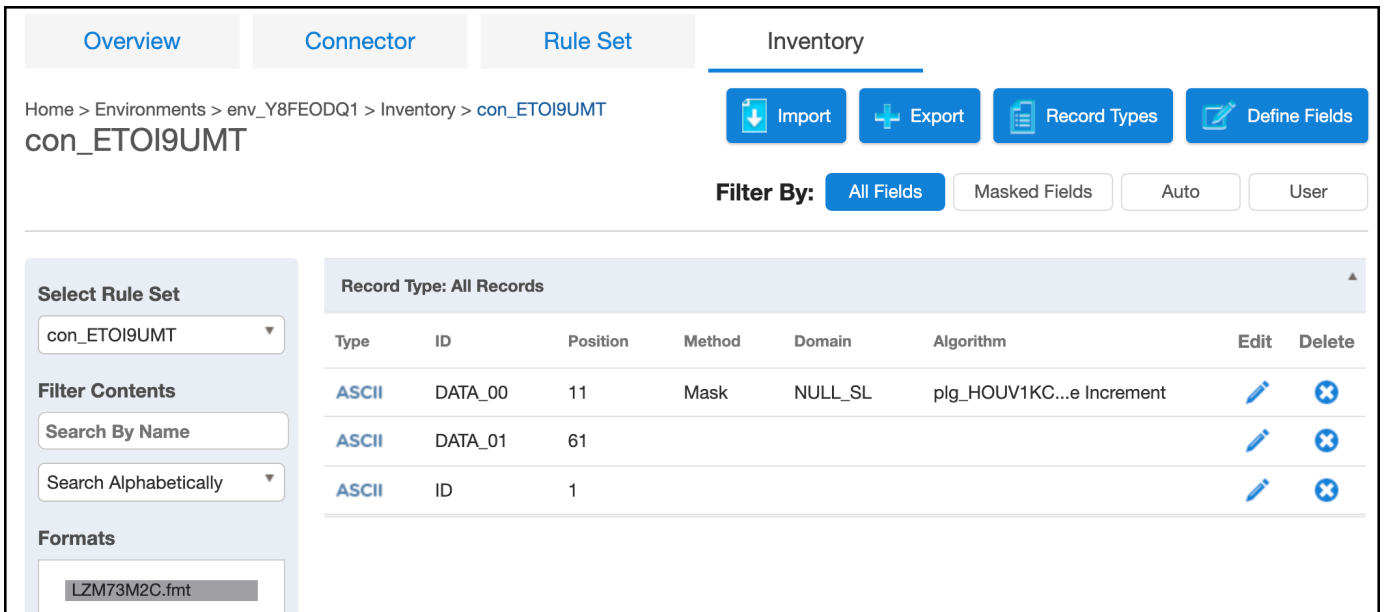 Overview Connector Rule Set Inventory
Home > Environments > env_Y8FEODQ1 > Inventory > con_ETOI9UMT
con_ETOI9UMT
Import Export Record Types Define Fields
Filter By: All Fields Masked Fields Auto User
Select Rule Set
con_ETOI9UMT
Filter Contents
Search By Name
Search Alphabetically
Formats
LZM73M2C.fmt
Record Type: All Records
Type ID Position Method Domain Algorithm Edit Delete
ASCII DATA_00 11 Mask NULL_SL plg_HOUV1KC...e Increment
ASCII DATA_01 61
ASCII ID 1